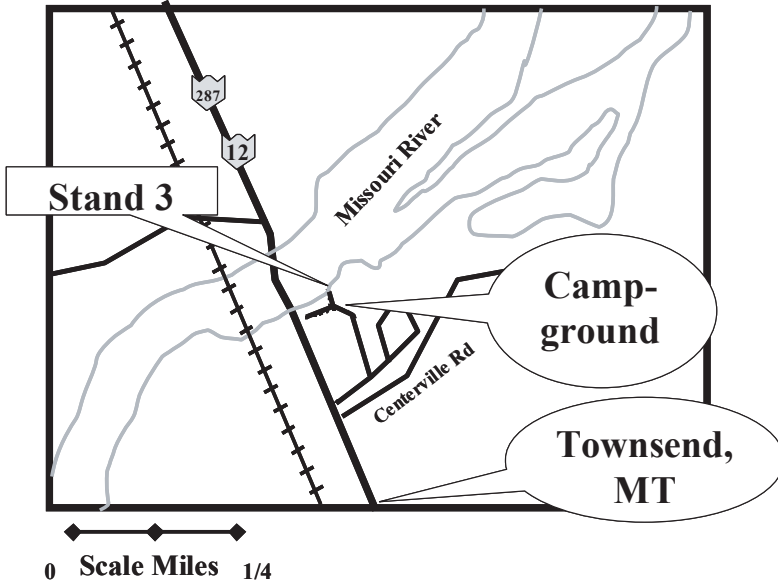 287
12
Missouri River
Stand 3
Camp-
ground
Centerville Rd
Townsend,
MT
0 Scale Miles 1/4